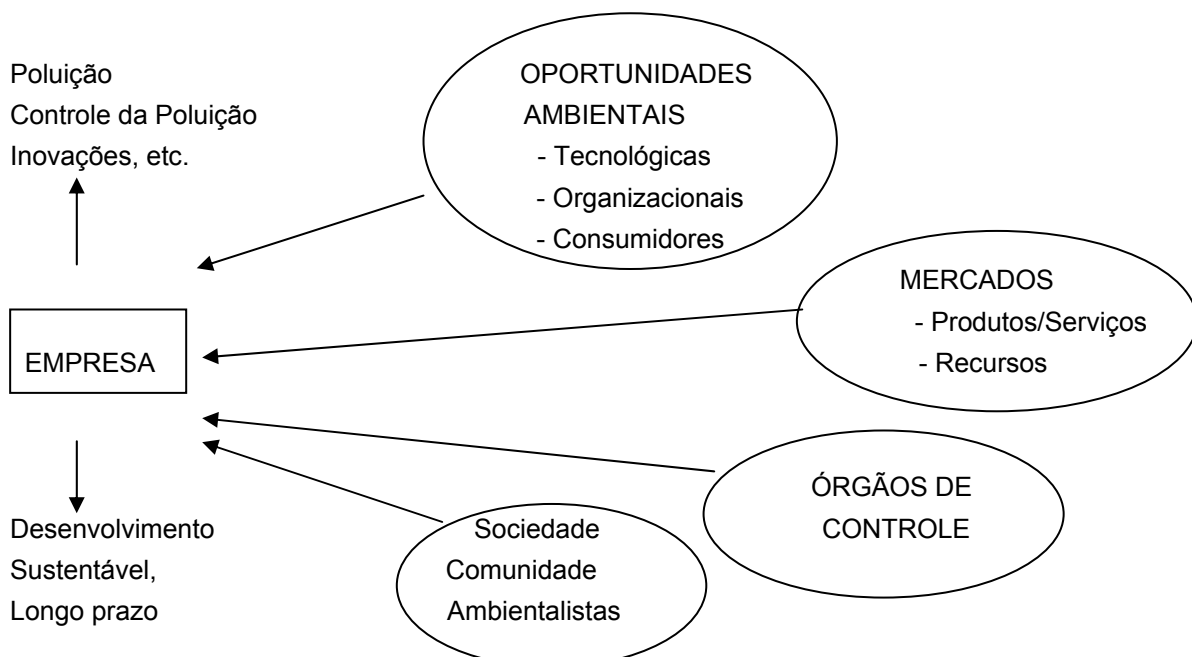 Poluição
Controle da Poluição
Inovações, etc.
OPORTUNIDADES
AMBIENTAIS
- Tecnológicas
- Organizacionais
- Consumidores
MERCADOS
- Produtos/Serviços
- Recursos
EMPRESA
ÓRGÃOS DE
CONTROLE
Sociedade
Comunidade
Ambientalistas
Desenvolvimento
Sustentável,
Longo prazo